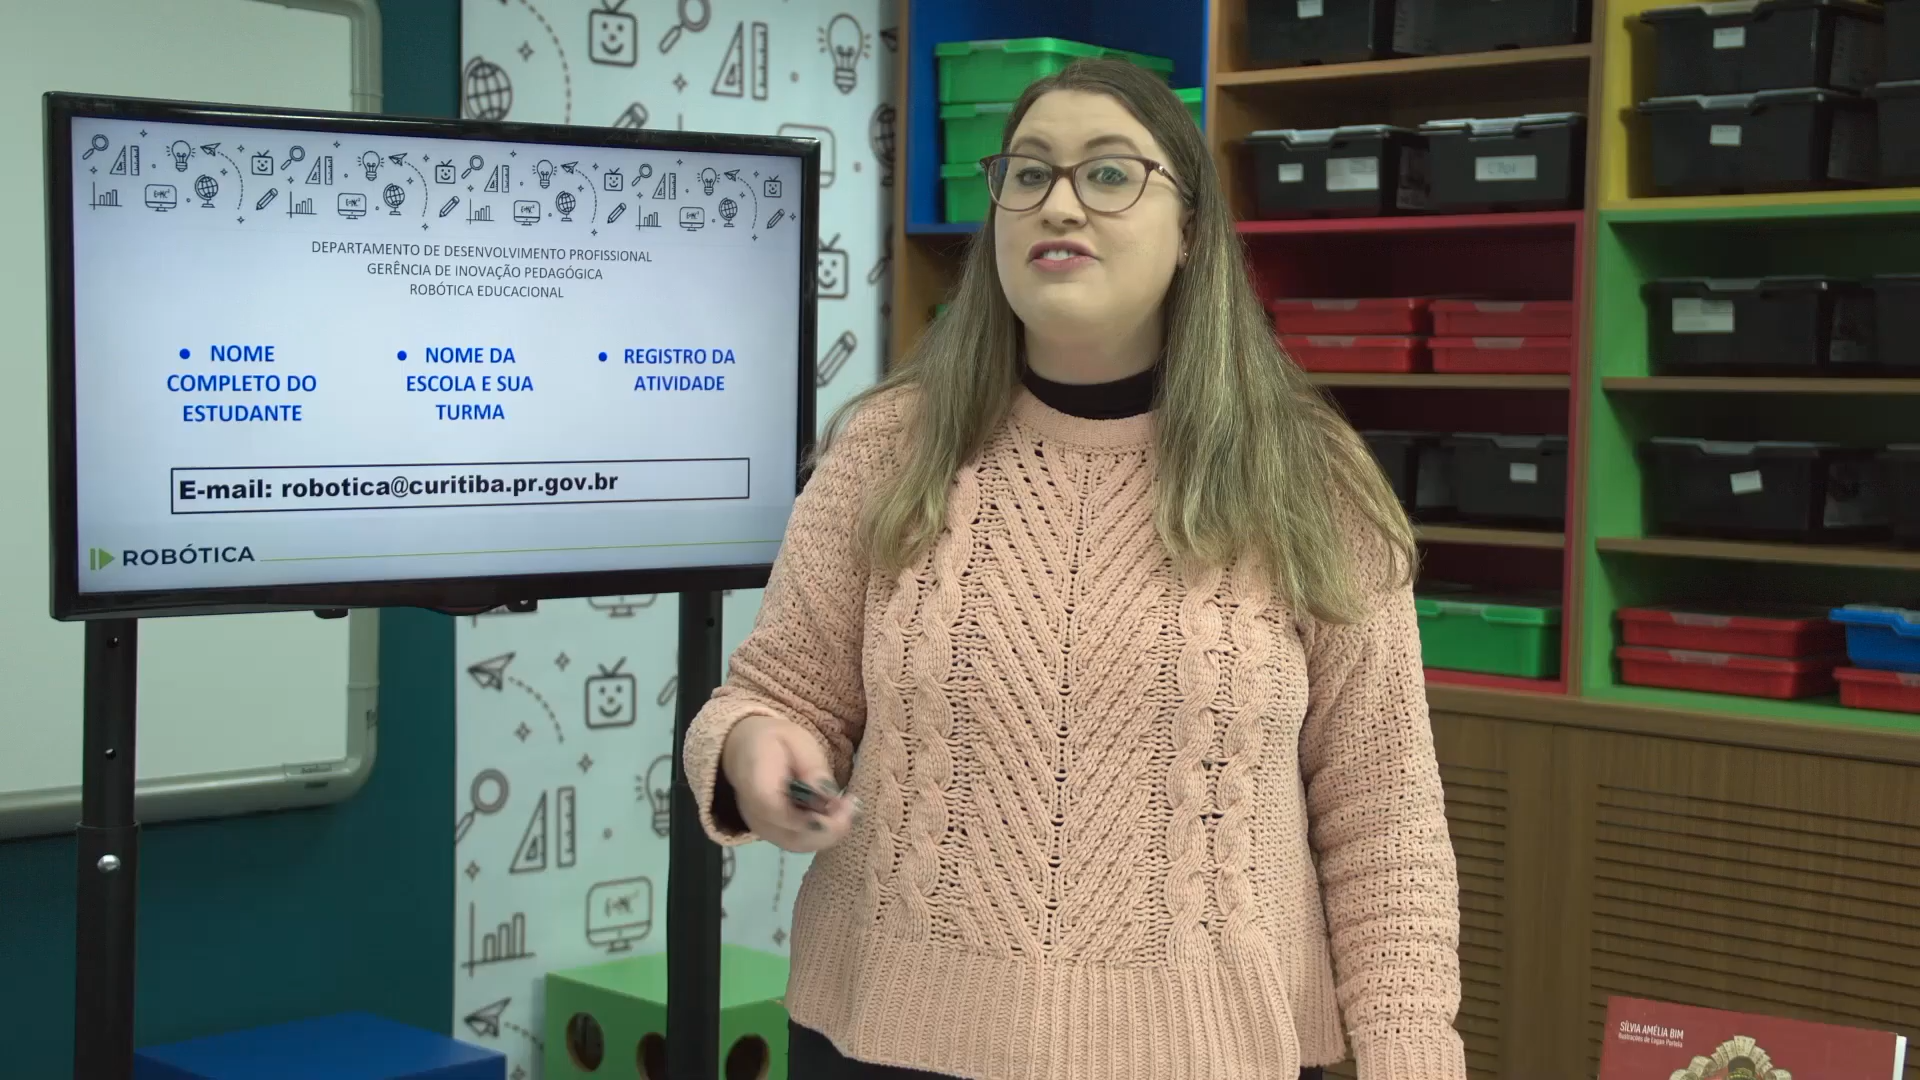 DEPARTAMENTO DE DESENVOLVIMENTO PROFISSIONAL
GERÊNCIA DE INOVAÇÃO PEDAGÓGICA
ROBÓTICA EDUCACIONAL
• NOME
COMPLETO DO
ESTUDANTE
• NOME DA
ESCOLA E SUA
TURMA
• REGISTRO DA
ATIVIDADE
E-mail: robotica@curitiba.pr.gov.br
ROBÓTICA
SÍLVIA AMÉLIA BIM